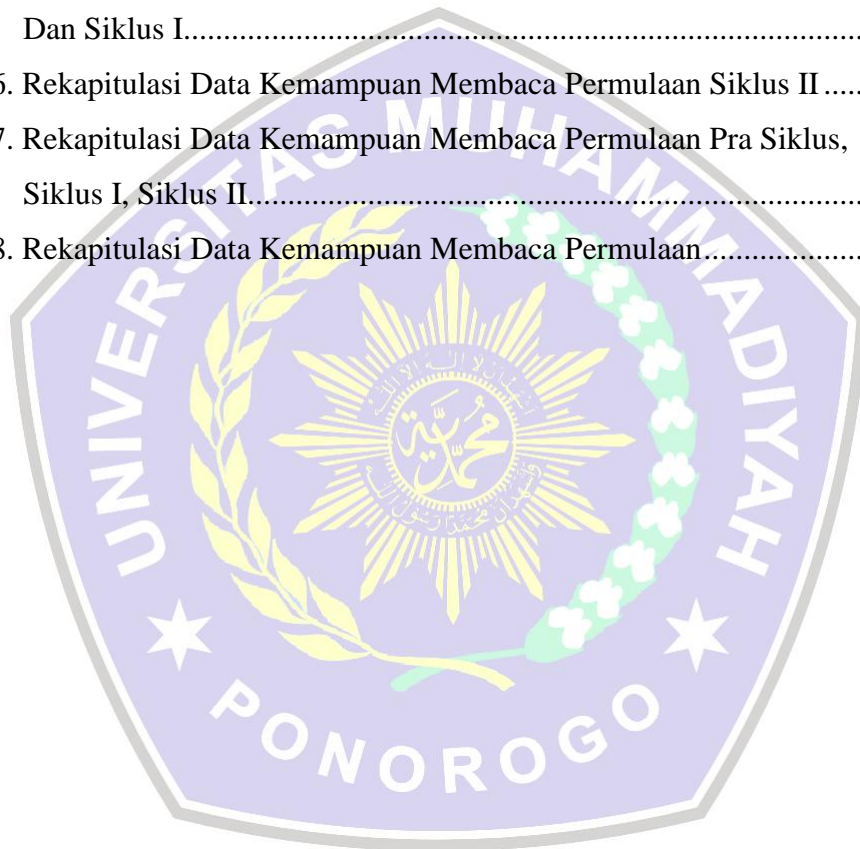 Dan Siklus I...................................................................................
6. Rekapitulasi Data Kemampuan Membaca Permulaan Siklus II .....
7. Rekapitulasi Data Kemampuan Membaca Permulaan Pra Siklus,
Siklus I, Siklus II...........................................................................
8. Rekapitulasi Data Kemampuan Membaca Permulaan...................
UNIVERSITAS MUHAMMADIYAH
PONOROGO
محمدية